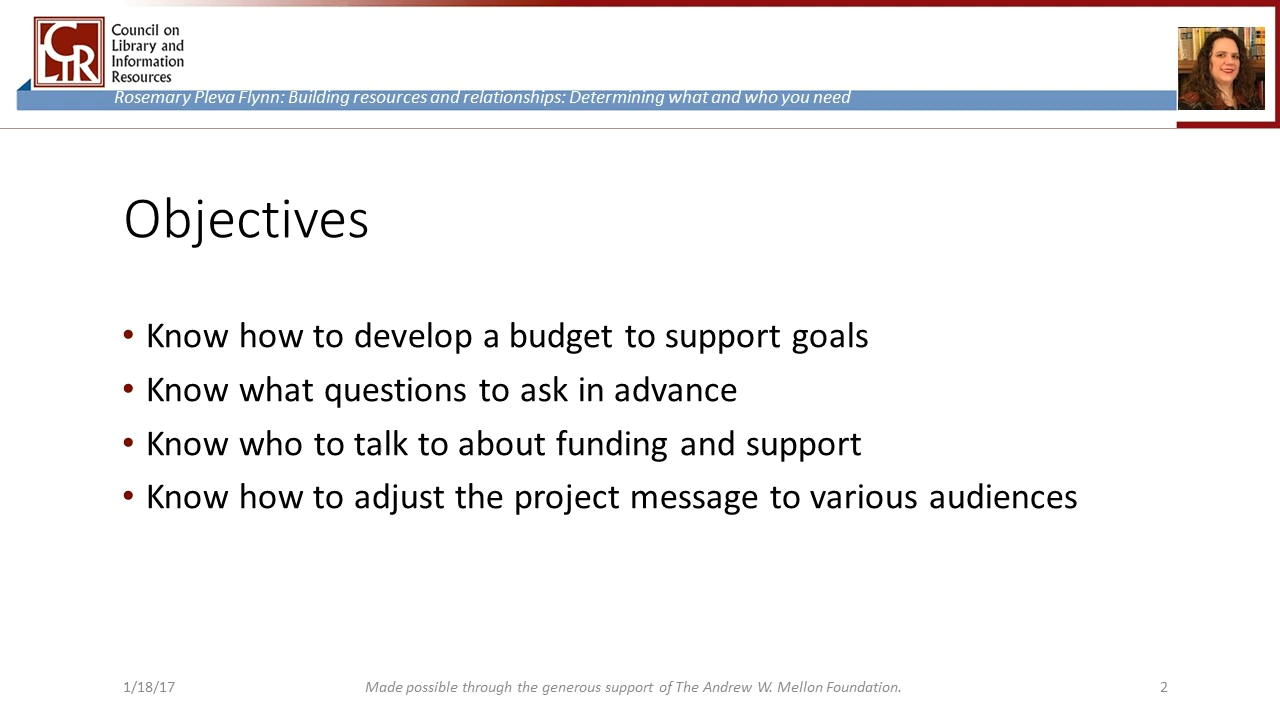 CLIR
Council on
Library and
Information
Resources
Rosemary Pleva Flynn: Building resources and relationships: Determining what and who you need
Objectives
• Know how to develop a budget to support goals
• Know what questions to ask in advance
• Know who to talk to about funding and support
• Know how to adjust the project message to various audiences
1/18/17
Made possible through the generous support of The Andrew W. Mellon Foundation.
2